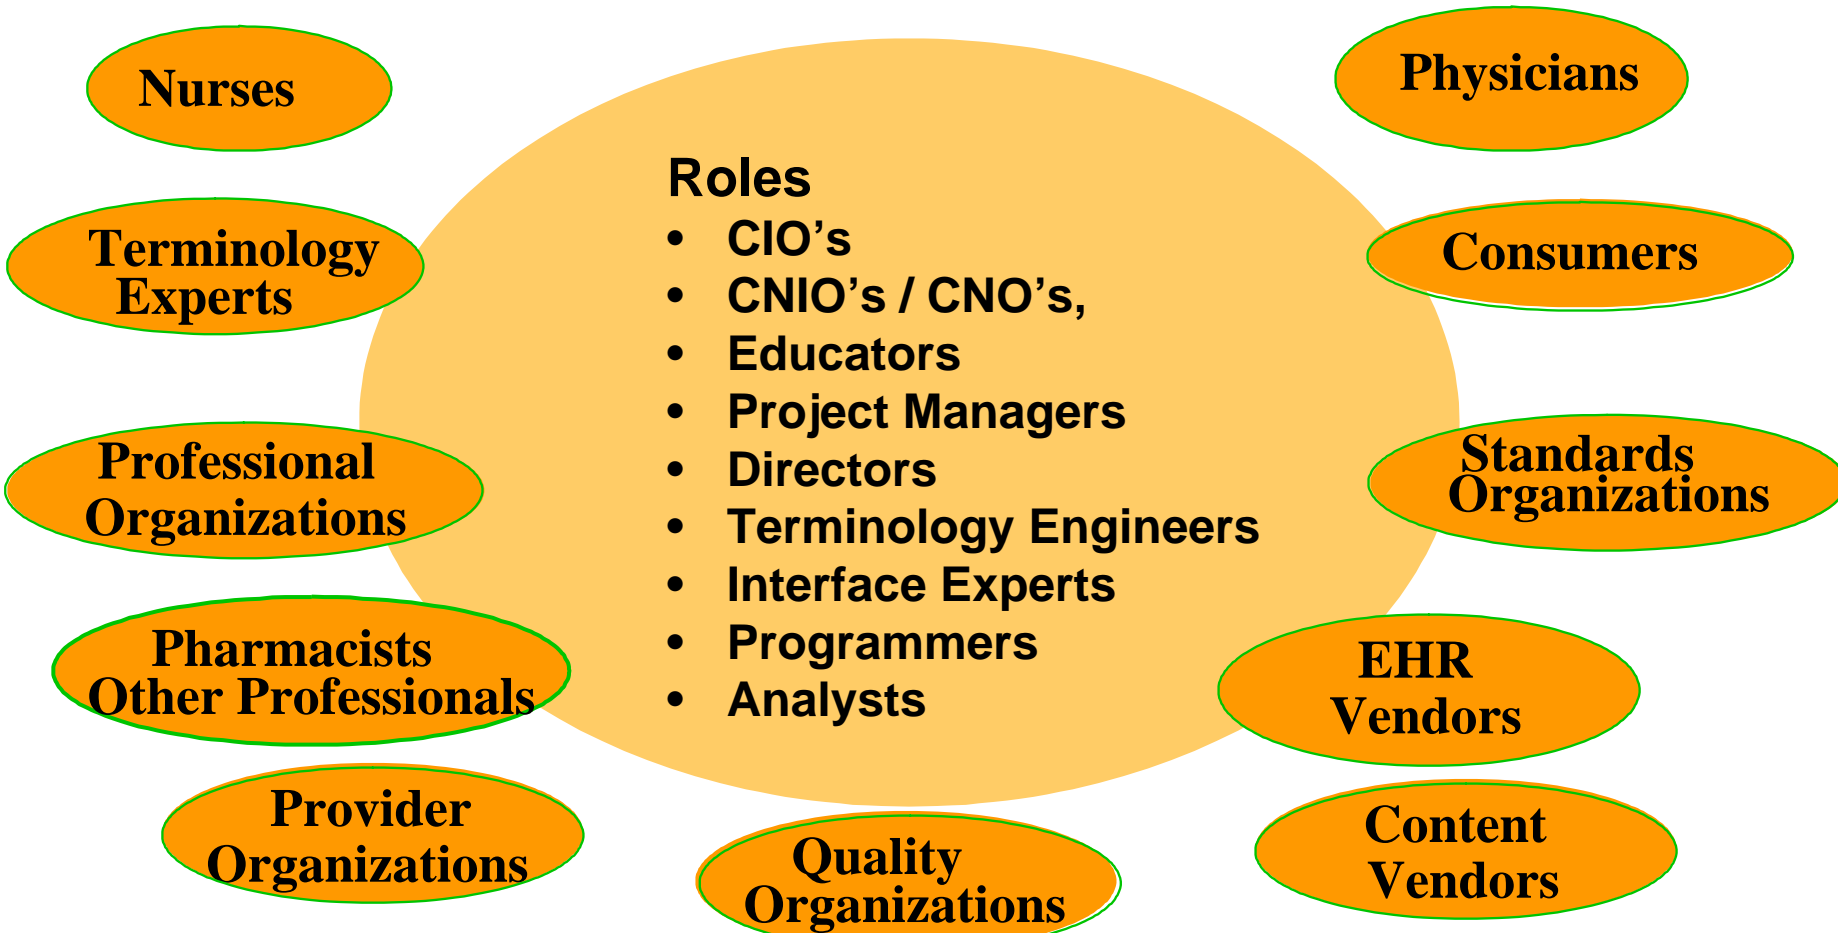 Nurses
Terminology
Experts
Professional
Organizations
Pharmacists
Other Professionals
Provider
Organizations
Roles
• CIO’s
• CNIO’s / CNO’s,
• Educators
• Project Managers
• Directors
• Terminology Engineers
• Interface Experts
• Programmers
• Analysts
Quality
Organizations
Physicians
Consumers
Standards
Organizations
EHR
Vendors
Content
Vendors